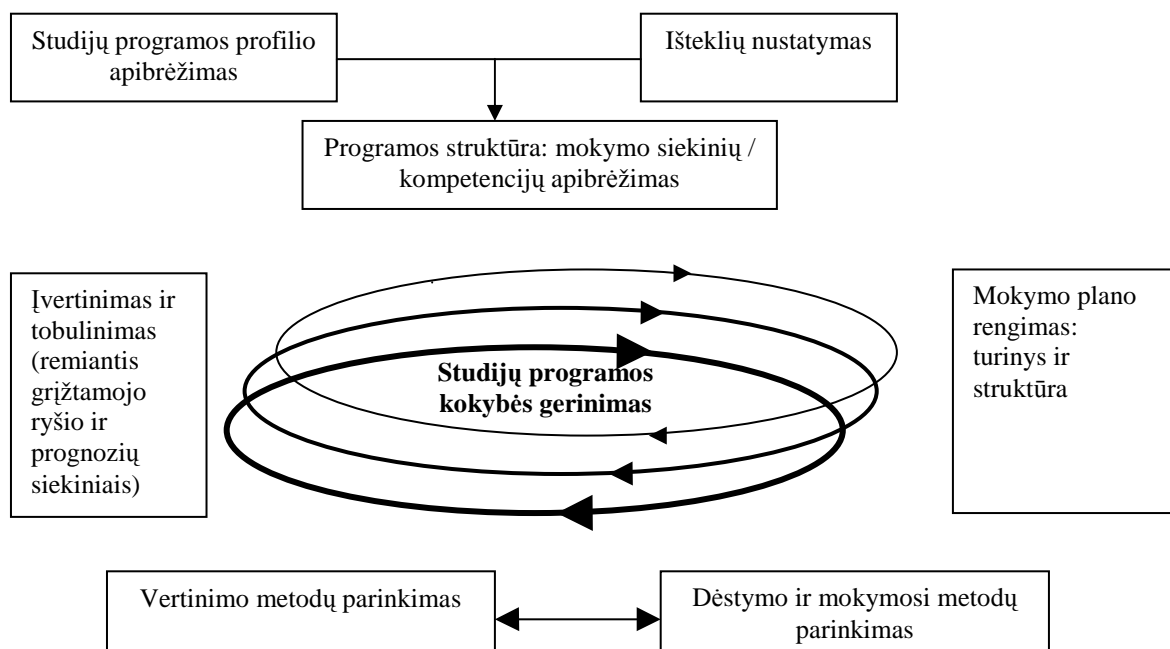 Studijų programos profilio
apibrėžimas
Išteklių nustatymas
Programos struktūra: mokymo siekinių /
kompetencijų apibrėžimas
Įvertinimas ir
tobulinimas
(remiantis
grįžtamojo
ryšio ir
prognozių
siekiniais)
Studijų programos
kokybės gerinimas
Mokymo plano
rengimas:
turinys ir
struktūra
Vertinimo metodų parinkimas
Dėstymo ir mokymosi metodų
parinkimas